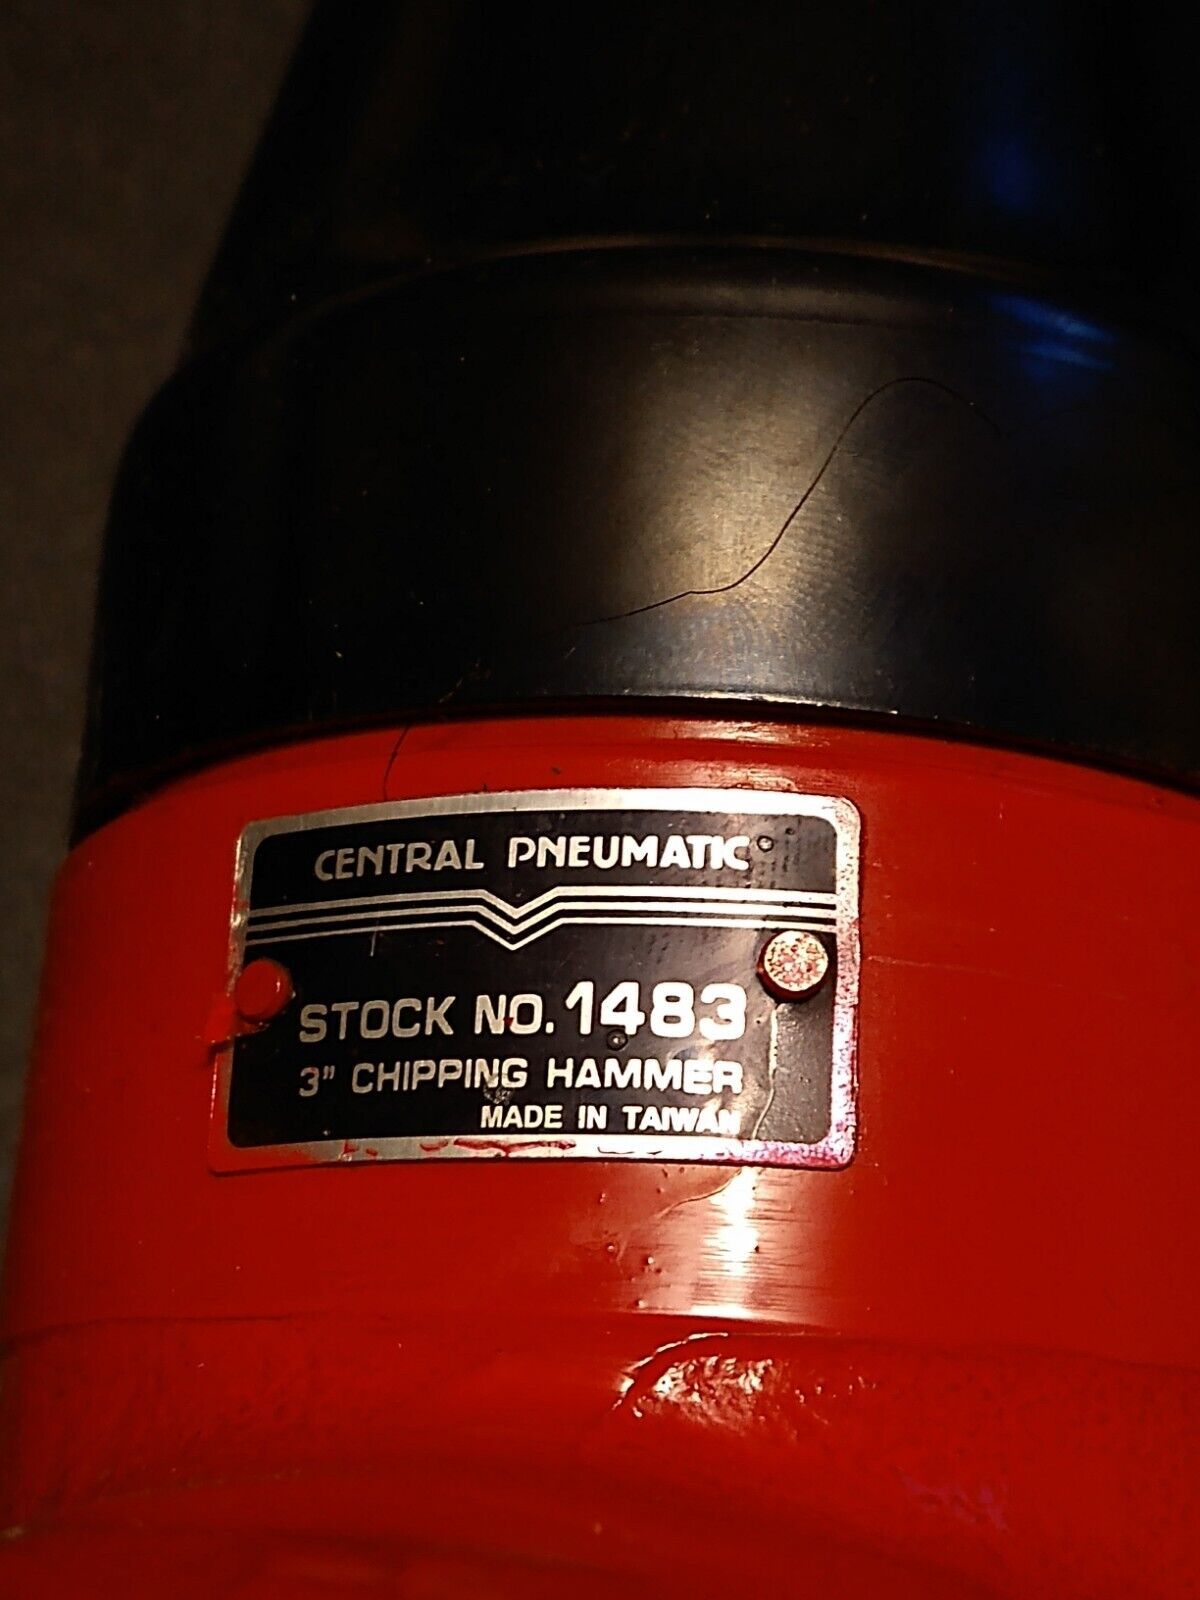 CENTRAL PNEUMATIC
STOCK NO. 1483
3" CHIPPING HAMMER
MADE IN TAIWAN